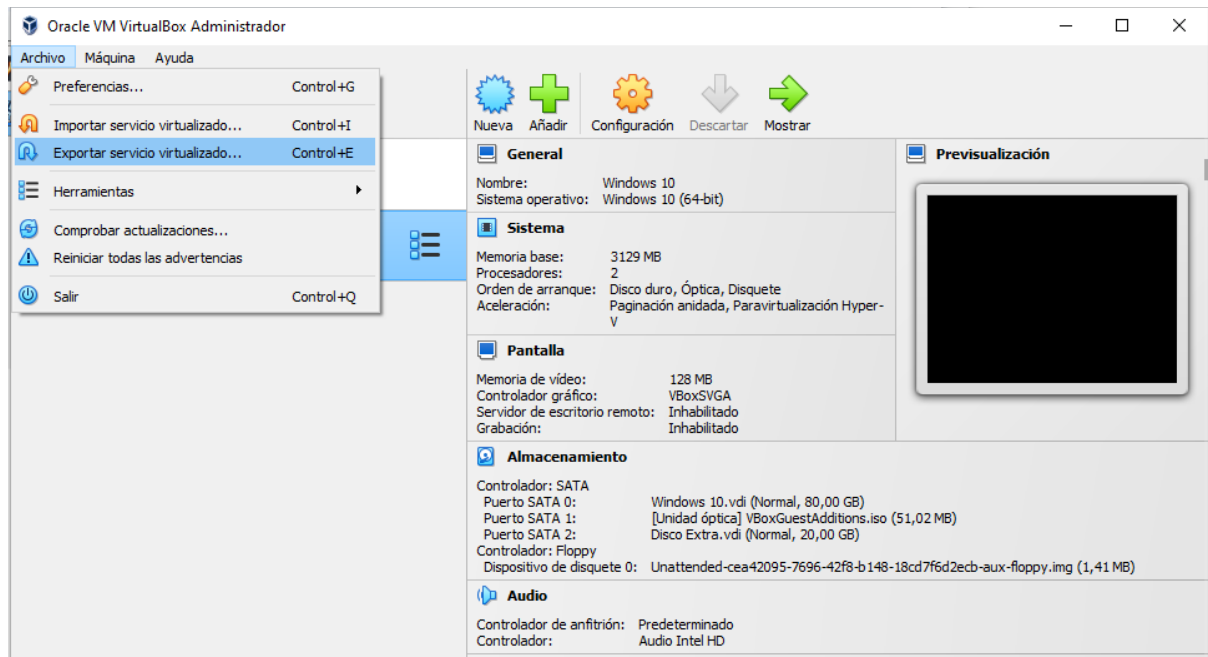 Oracle VM VirtualBox Administrador
Archivo Máquina Ayuda
Preferencias... Control+G
Importar servicio virtualizado... Control+I
Exportar servicio virtualizado... Control+E
Herramientas
Comprobar actualizaciones...
Reiniciar todas las advertencias
Salir Control+Q
Nueva Añadir Configuración Descartar Mostrar
General
Nombre: Windows 10
Sistema operativo: Windows 10 (64-bit)
Sistema
Memoria base: 3129 MB
Procesadores: 2
Orden de arranque: Disco duro, Óptica, Disquete
Aceleración: Paginación anidada, Paravirtualización Hyper-
V
Pantalla
Memoria de vídeo: 128 MB
Controlador gráfico: VBoxSVGA
Servidor de escritorio remoto: Inhabilitado
Grabación: Inhabilitado
Previsualización
Almacenamiento
Controlador: SATA
Puerto SATA 0: Windows 10.vdi (Normal, 80,00 GB)
Puerto SATA 1: [Unidad óptica] VBoxGuestAdditions.iso (51,02 MB)
Puerto SATA 2: Disco Extra.vdi (Normal, 20,00 GB)
Controlador: Floppy
Dispositivo de disquete 0: Unattended-cea42095-7696-42f8-b148-18cd7f6d2ecb-aux-floppy.img (1,41 MB)
Audio
Controlador de anfitrión: Predeterminado
Controlador: Audio Intel HD